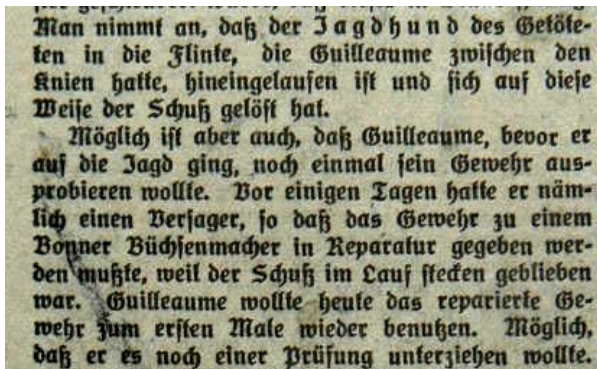 Man nimmt an, daß der Jagdhund des Getöte-
ten in die Flinte, die Guilleaume zwischen den
Knien hatte, hineingelaufen ist und sich auf diese
Weise der Schuß gelöst hat.
Möglich ist aber auch, daß Guilleaume, bevor er
auf die Jagd ging, noch einmal sein Gewehr aus-
probieren wollte. Vor einigen Tagen hatte er näm-
lich einen Versager, so daß das Gewehr zu einem
Bonner Büchsenmacher in Reparatur gegeben wer-
den mußte, weil der Schuß im Lauf stecken geblieben
war. Guilleaume wollte heute das reparierte Ge-
wehr zum ersten Male wieder benutzen. Möglich,
daß er es noch einer Prüfung unterziehen wollte.